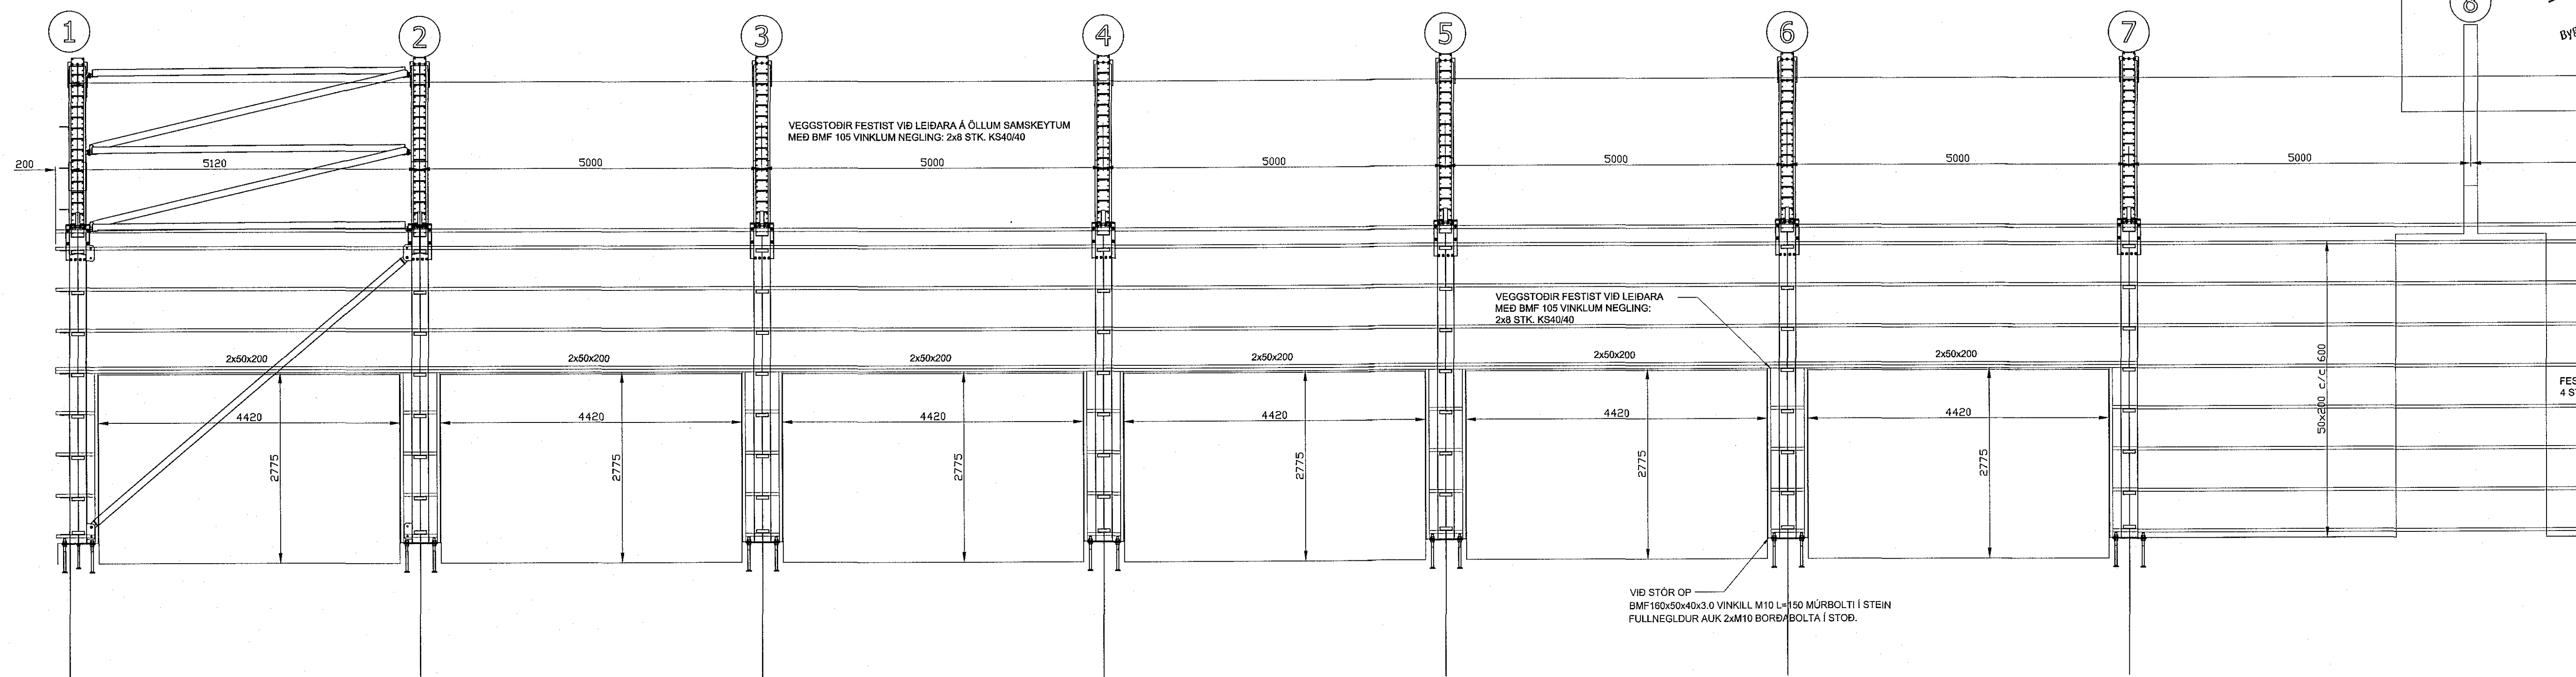 1
2
3
4
5
6
7
8
VEGGSTOÐIR FESTIST VIÐ LEIÐARA Á ÖLLUM SAMSKEYTUM
MEÐ BMF 105 VINKLUM NEGLING: 2x8 STK. KS40/40
200
5120
5000
5000
5000
5000
5000
5000
VEGGSTOÐIR FESTIST VIÐ LEIÐARA
MEÐ BMF 105 VINKLUM NEGLING:
2x8 STK. KS40/40
2x50x200
2x50x200
2x50x200
2x50x200
2x50x200
2x50x200
50x200 c/c 600
4 S
4420
4420
4420
4420
4420
4420
2775
2775
2775
2775
2775
2775
VIÐ STÓR OP
BMF160x50x40x3.0 VINKILL M10 L=150 MÚRBOLTI Í STEIN
FULLNEGLDUR AUK 2xM10 BORÐABOLTA Í STOÐ.